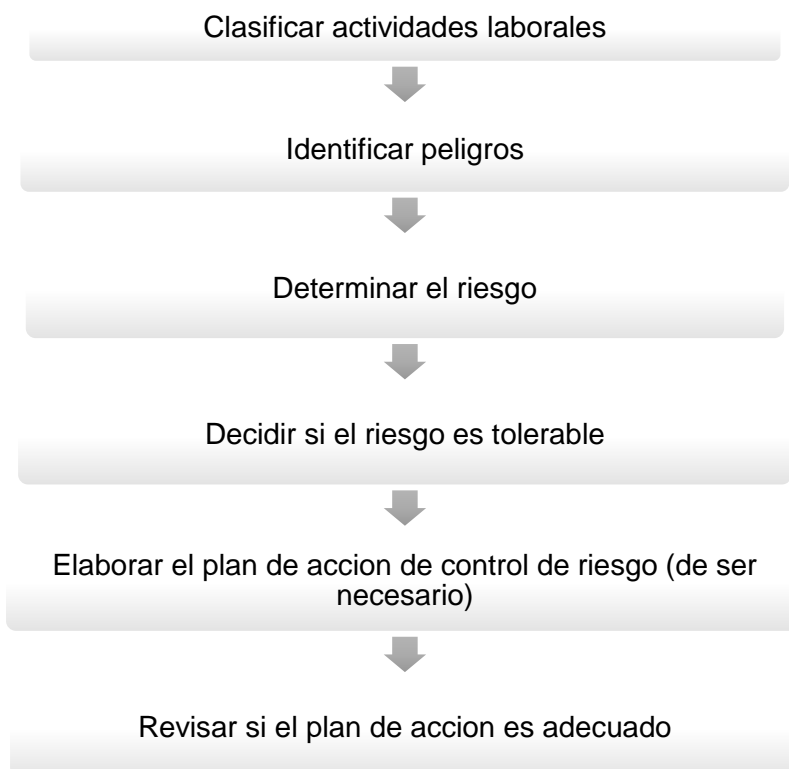 Clasificar actividades laborales
Identificar peligros
Determinar el riesgo
Decidir si el riesgo es tolerable
Elaborar el plan de accion de control de riesgo (de ser
necesario)
Revisar si el plan de accion es adecuado